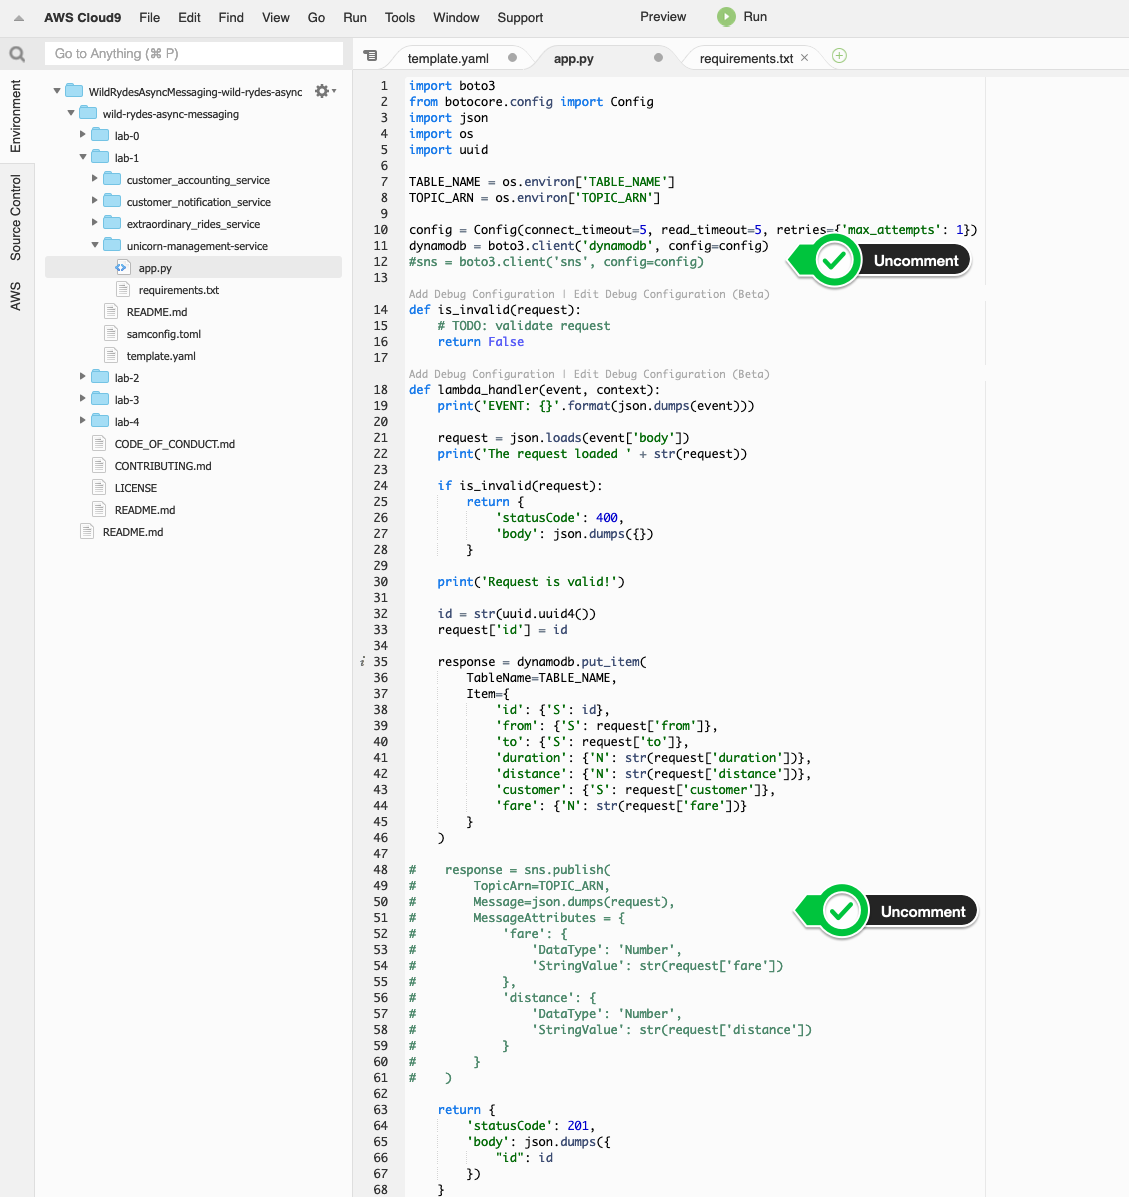 AWS Cloud9 File Edit Find View Go Run Tools Window Support Preview Run
Go to Anything (⌘ P)
template.yaml
app.py
requirements.txt ×
Environment
Source Control
AWS
WildRydesAsyncMessaging-wild-rydes-async
wild-rydes-async-messaging
lab-0
lab-1
customer_accounting_service
customer_notification_service
extraordinary_rides_service
unicorn-management-service
app.py
requirements.txt
README.md
samconfig.toml
template.yaml
lab-2
lab-3
lab-4
CODE_OF_CONDUCT.md
CONTRIBUTING.md
LICENSE
README.md
README.md
1 import boto3
2 from botocore.config import Config
3 import json
4 import os
5 import uuid
6
7 TABLE_NAME = os.environ['TABLE_NAME']
8 TOPIC_ARN = os.environ['TOPIC_ARN']
9
10 config = Config(connect_timeout=5, read_timeout=5, retries={'max_attempts': 1})
11 dynamodb = boto3.client('dynamodb', config=config)
12 #sns = boto3.client('sns', config=config)
Uncomment
13
Add Debug Configuration | Edit Debug Configuration (Beta)
14 def is_invalid(request):
15     # TODO: validate request
16     return False
17
Add Debug Configuration | Edit Debug Configuration (Beta)
18 def lambda_handler(event, context):
19     print('EVENT: {}'.format(json.dumps(event)))
20
21     request = json.loads(event['body'])
22     print('The request loaded ' + str(request))
23
24     if is_invalid(request):
25         return {
26             'statusCode': 400,
27             'body': json.dumps({})
28         }
29
30     print('Request is valid!')
31
32     id = str(uuid.uuid4())
33     request['id'] = id
34
i 35     response = dynamodb.put_item(
36         TableName=TABLE_NAME,
37         Item={
38             'id': {'S': id},
39             'from': {'S': request['from']},
40             'to': {'S': request['to']},
41             'duration': {'N': str(request['duration'])},
42             'distance': {'N': str(request['distance'])},
43             'customer': {'S': request['customer']},
44             'fare': {'N': str(request['fare'])}
45         }
46     )
47
48 #    response = sns.publish(
49 #        TopicArn=TOPIC_ARN,
50 #        Message=json.dumps(request),
51 #        MessageAttributes = {
Uncomment
52 #            'fare': {
53 #                'DataType': 'Number',
54 #                'StringValue': str(request['fare'])
55 #            },
56 #            'distance': {
57 #                'DataType': 'Number',
58 #                'StringValue': str(request['distance'])
59 #            }
60 #        }
61 #    )
62
63     return {
64         'statusCode': 201,
65         'body': json.dumps({
66             "id": id
67         })
68     }